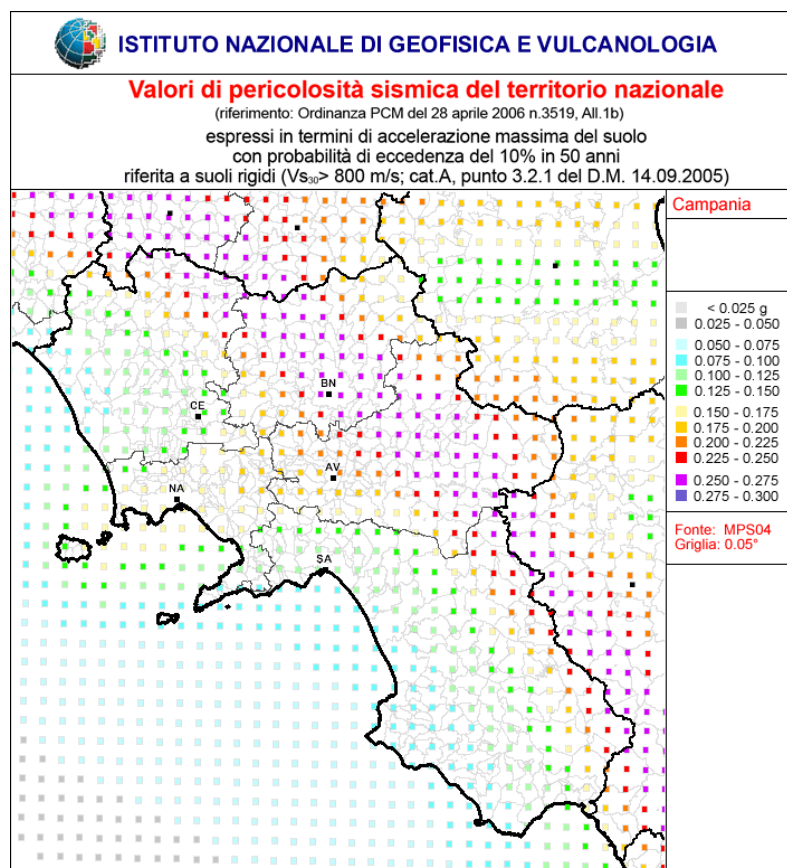 ISTITUTO NAZIONALE DI GEOFISICA E VULCANOLOGIA
Valori di pericolosità sismica del territorio nazionale
(riferimento: Ordinanza PCM del 28 aprile 2006 n.3519, All.1b)
espressi in termini di accelerazione massima del suolo
con probabilità di eccedenza del 10% in 50 anni
riferita a suoli rigidi (Vs30> 800 m/s; cat.A, punto 3.2.1 del D.M. 14.09.2005)
Campania
< 0.025 g
0.025 - 0.050
0.050 - 0.075
0.075 - 0.100
0.100 - 0.125
0.125 - 0.150
0.150 - 0.175
0.175 - 0.200
0.200 - 0.225
0.225 - 0.250
0.250 - 0.275
0.275 - 0.300
Fonte: MPS04
Griglia: 0.05°
BN
CE
AV
NA
SA